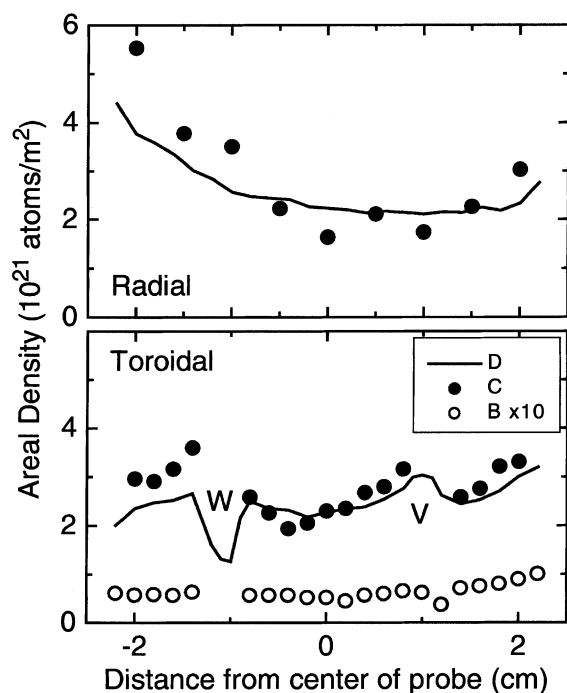 6
4
2
0
Radial
Areal Density (10²¹ atoms/m²)
Toroidal
D
C
B x10
4
2
0
W
V
-2
-1
0
1
2
Distance from center of probe (cm)